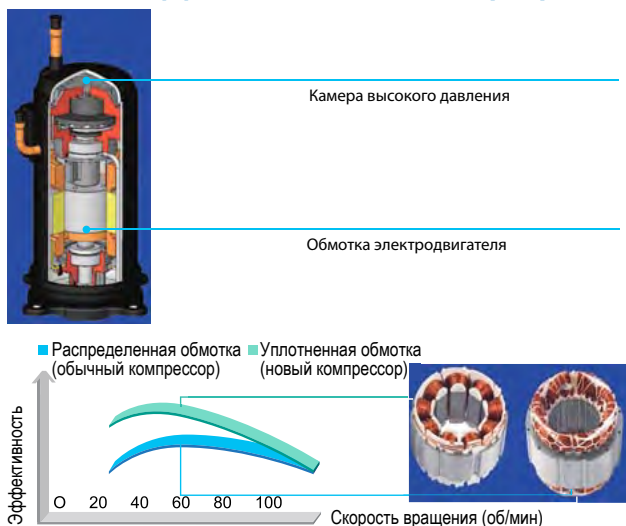 Камера высокого давления
Обмотка электродвигателя
Распределенная обмотка
(обычный компрессор)
Уплотненная обмотка
(новый компрессор)
Эффективность
О 20 40 60 80 100
Скорость вращения (об/мин)